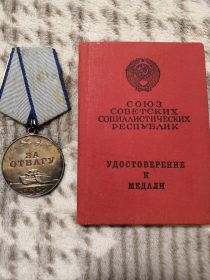 ЗА ОТВАГУ
СОЮЗ
СОВЕТСКИХ
СОЦИАЛИСТИЧЕСКИХ
РЕСПУБЛИК
УДОСТОВЕРЕНИЕ
К
МЕДАЛИ